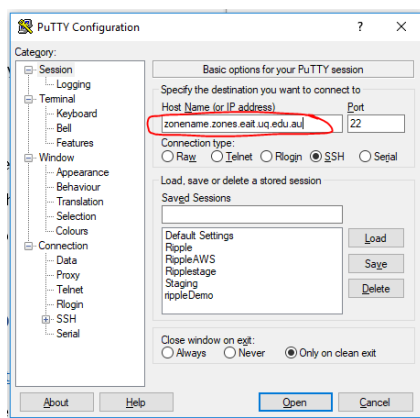 PuTTY Configuration
?
×
Category:
Session
Logging
Terminal
Keyboard
Bell
Features
Window
Appearance
Behaviour
Translation
Selection
Colours
Connection
Data
Proxy
Telnet
Rlogin
SSH
Serial
Basic options for your PuTTY session
Specify the destination you want to connect to
Host Name (or IP address) Port
zonename.zones.eait.uq.edu.au 22
Connection type:
Raw Telnet Rlogin SSH Serial
Load, save or delete a stored session
Saved Sessions
Default Settings
Ripple
RippleAWS
Ripplestage
Staging
rippleDemo
Load
Save
Delete
Close window on exit:
Always Never Only on clean exit
About Help Open Cancel